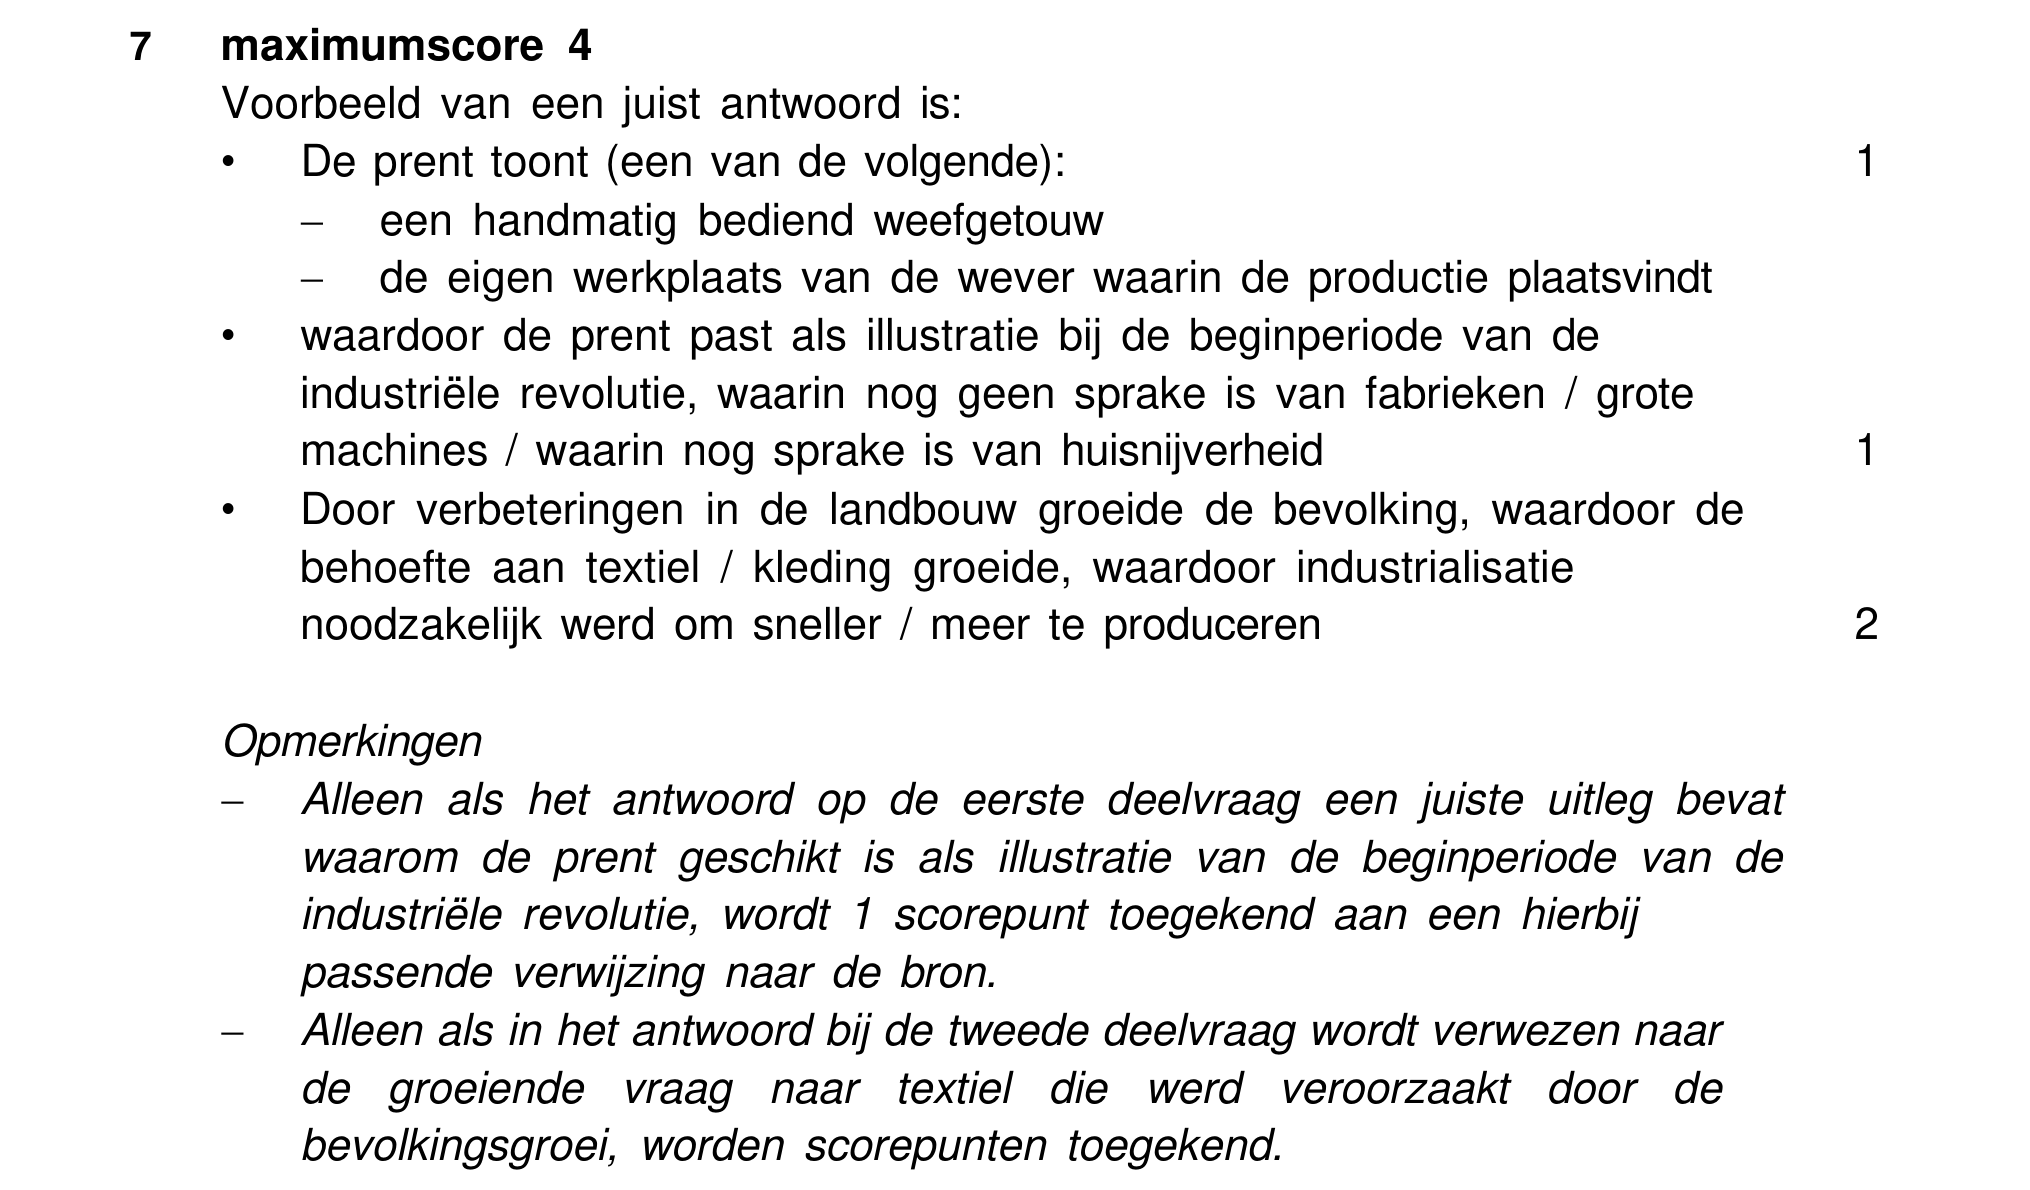 7 maximumscore 4
Voorbeeld van een juist antwoord is:
• De prent toont (een van de volgende): 1
– een handmatig bediend weefgetouw
– de eigen werkplaats van de wever waarin de productie plaatsvindt
• waardoor de prent past als illustratie bij de beginperiode van de
industriële revolutie, waarin nog geen sprake is van fabrieken / grote
machines / waarin nog sprake is van huisnijverheid 1
• Door verbeteringen in de landbouw groeide de bevolking, waardoor de
behoefte aan textiel / kleding groeide, waardoor industrialisatie
noodzakelijk werd om sneller / meer te produceren 2
Opmerkingen
– Alleen als het antwoord op de eerste deelvraag een juiste uitleg bevat
waarom de prent geschikt is als illustratie van de beginperiode van de
industriële revolutie, wordt 1 scorepunt toegekend aan een hierbij
passende verwijzing naar de bron.
– Alleen als in het antwoord bij de tweede deelvraag wordt verwezen naar
de groeiende vraag naar textiel die werd veroorzaakt door de
bevolkingsgroei, worden scorepunten toegekend.